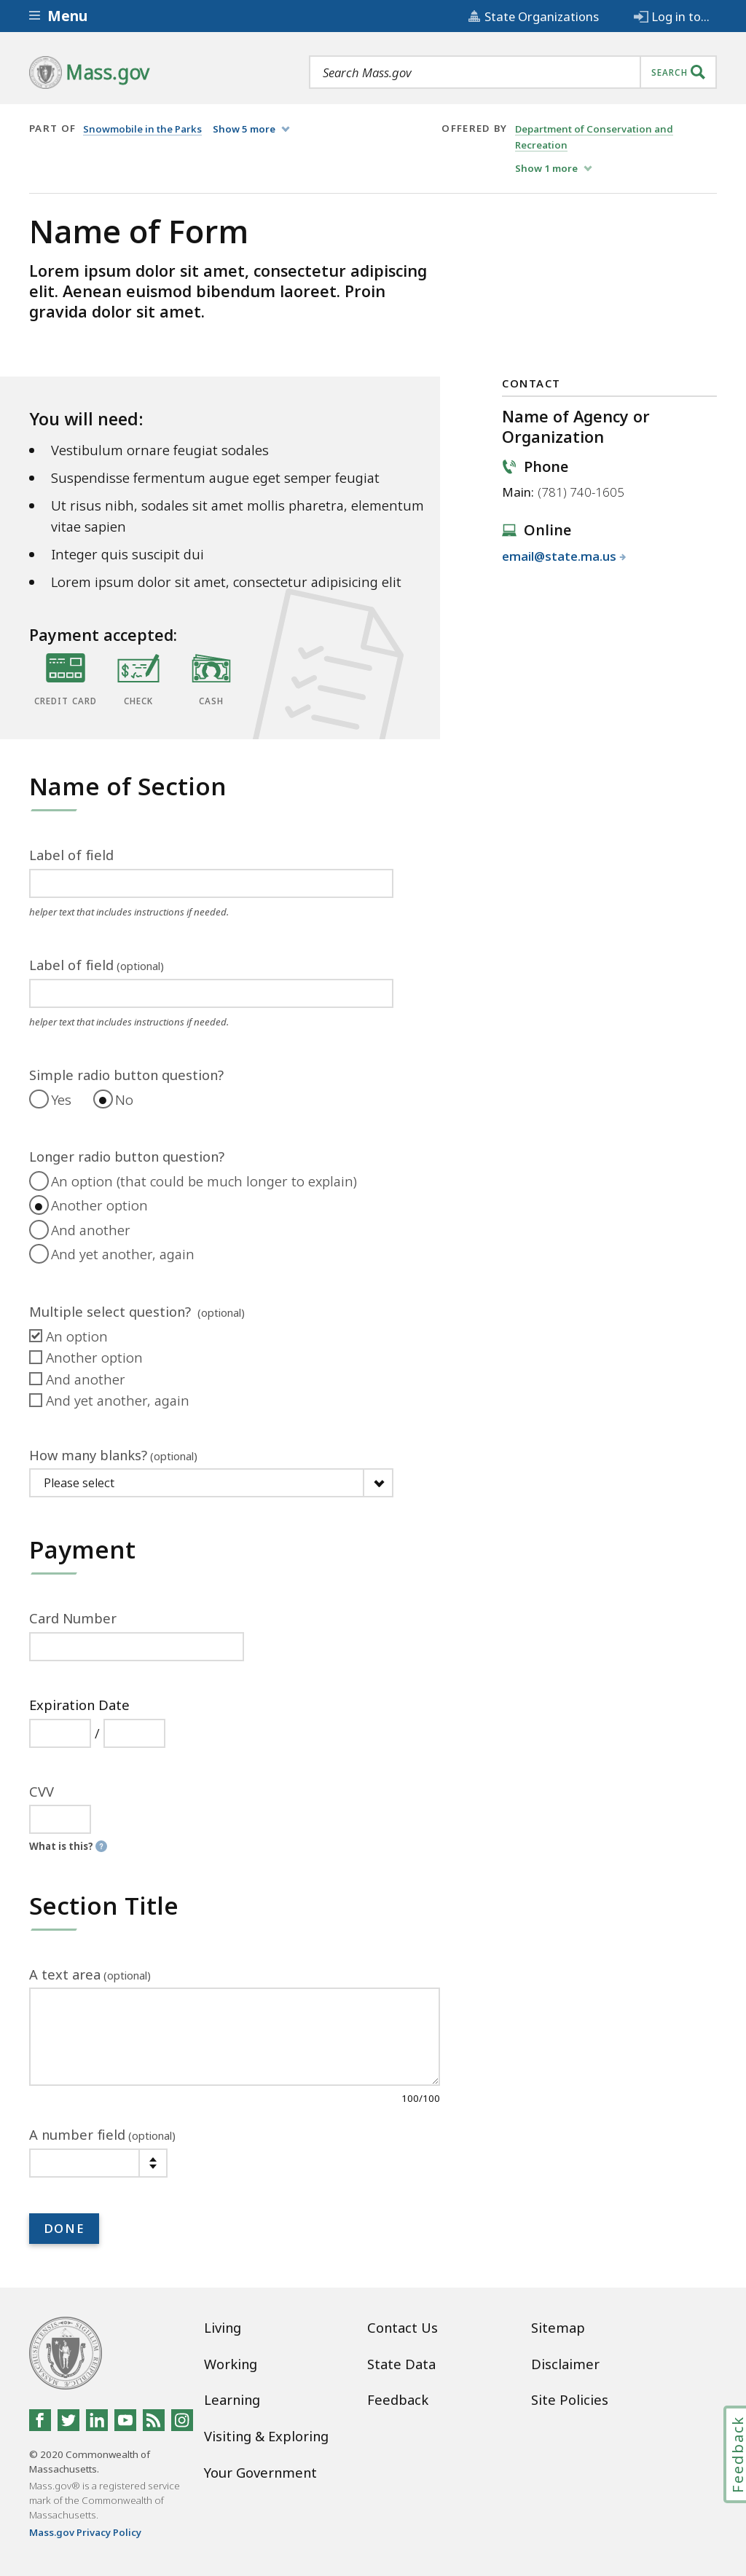 Menu
State Organizations
Log in to...
Mass.gov
Search Mass.gov
SEARCH
PART OF
Snowmobile in the Parks
Show 5 more
OFFERED BY
Department of Conservation and
Recreation
Show 1 more
Name of Form
Lorem ipsum dolor sit amet, consectetur adipiscing
elit. Aenean euismod bibendum laoreet. Proin
gravida dolor sit amet.
You will need:
Vestibulum ornare feugiat sodales
Suspendisse fermentum augue eget semper feugiat
Ut risus nibh, sodales sit amet mollis pharetra, elementum
vitae sapien
Integer quis suscipit dui
Lorem ipsum dolor sit amet, consectetur adipisicing elit
Payment accepted:
CREDIT CARD
CHECK
CASH
CONTACT
Name of Agency or
Organization
Phone
Main: (781) 740-1605
Online
email@state.ma.us
Name of Section
Label of field
helper text that includes instructions if needed.
Label of field (optional)
helper text that includes instructions if needed.
Simple radio button question?
Yes
No
Longer radio button question?
An option (that could be much longer to explain)
Another option
And another
And yet another, again
Multiple select question? (optional)
An option
Another option
And another
And yet another, again
How many blanks? (optional)
Please select
Payment
Card Number
Expiration Date
/
CVV
What is this? ?
Section Title
A text area (optional)
100/100
A number field (optional)
DONE
Living
Working
Learning
Visiting & Exploring
Your Government
Contact Us
State Data
Feedback
Sitemap
Disclaimer
Site Policies
© 2020 Commonwealth of
Massachusetts.
Mass.gov® is a registered service
mark of the Commonwealth of
Massachusetts.
Mass.gov Privacy Policy
Feedback